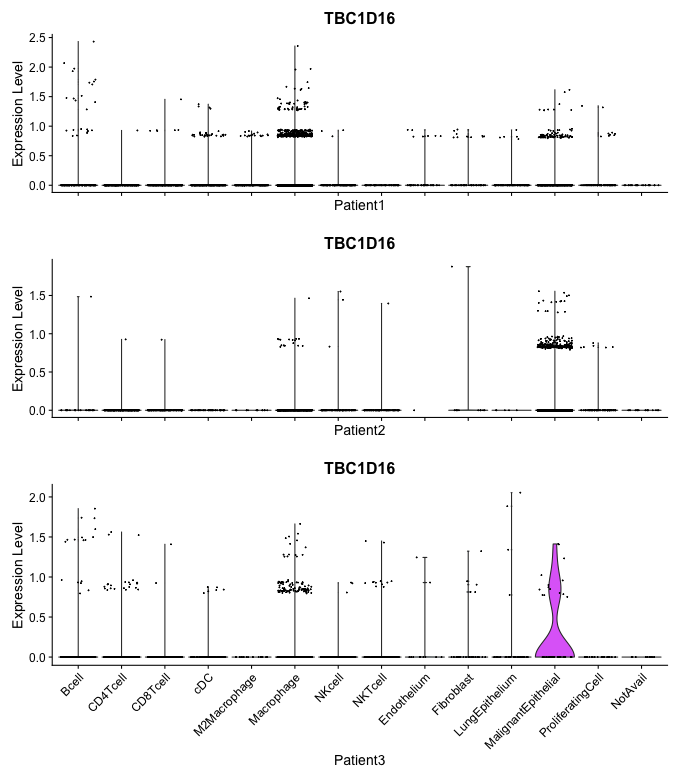 TBC1D16
Expression Level
2.5
2.0
1.5
1.0
0.5
0.0
Patient1
TBC1D16
Expression Level
1.5
1.0
0.5
0.0
Patient2
TBC1D16
Expression Level
2.0
1.5
1.0
0.5
0.0
Bcell
CD4Tcell
CD8Tcell
cDC
M2Macrophage
Macrophage
NKcell
NKTcell
Endothelium
Fibroblast
LungEpithelium
MalignantEpithelial
ProliferatingCell
NotAvail
Patient3